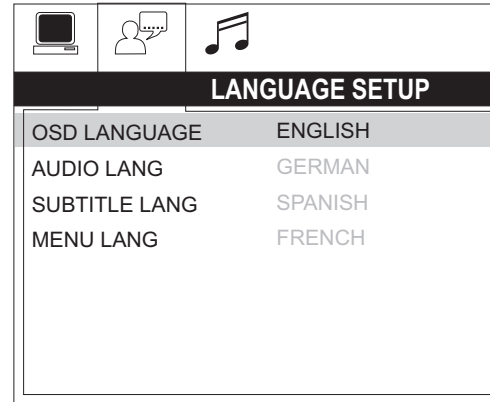 LANGUAGE SETUP
OSD LANGUAGE ENGLISH
AUDIO LANG GERMAN
SUBTITLE LANG SPANISH
MENU LANG FRENCH